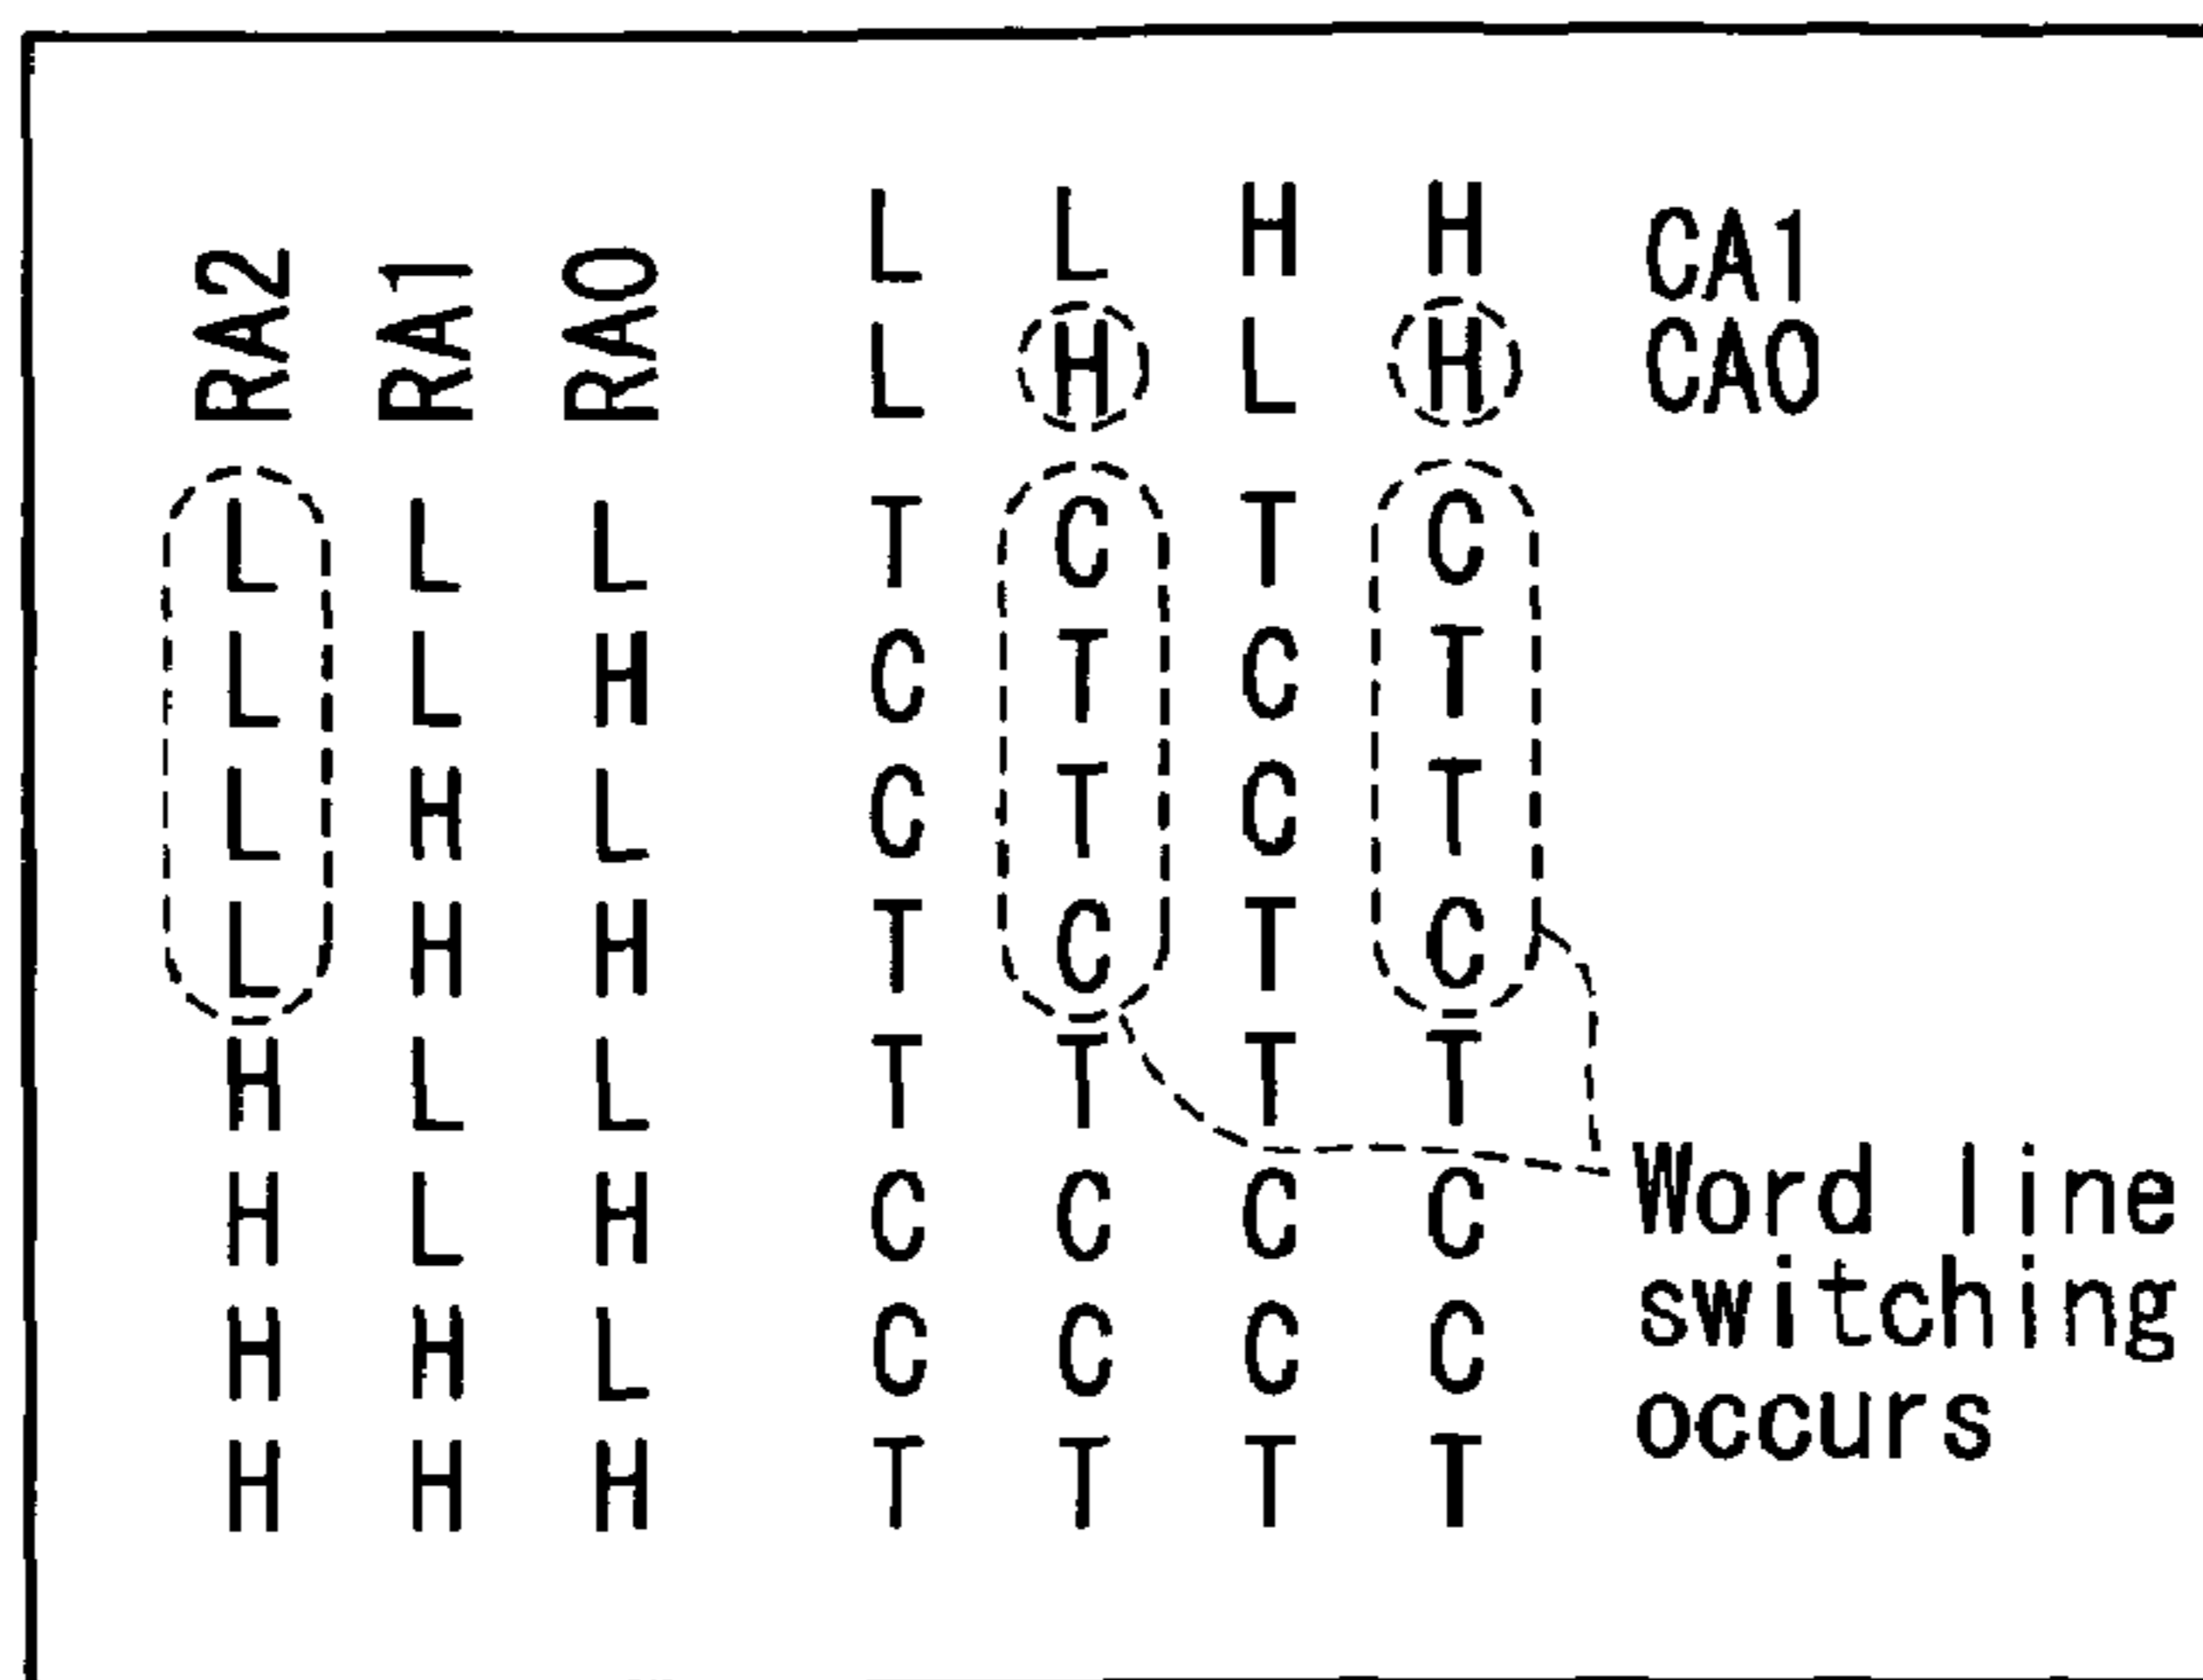 L L H H CA1
RA2 RA1 RA0 L H L H CA0
L L L T C T C
L L H C T C T
L H L C T C T
L H H T C T C
H L L T T T T
H L H C C C C Word line
H H L C C C C switching
occurs
H H H T T T T